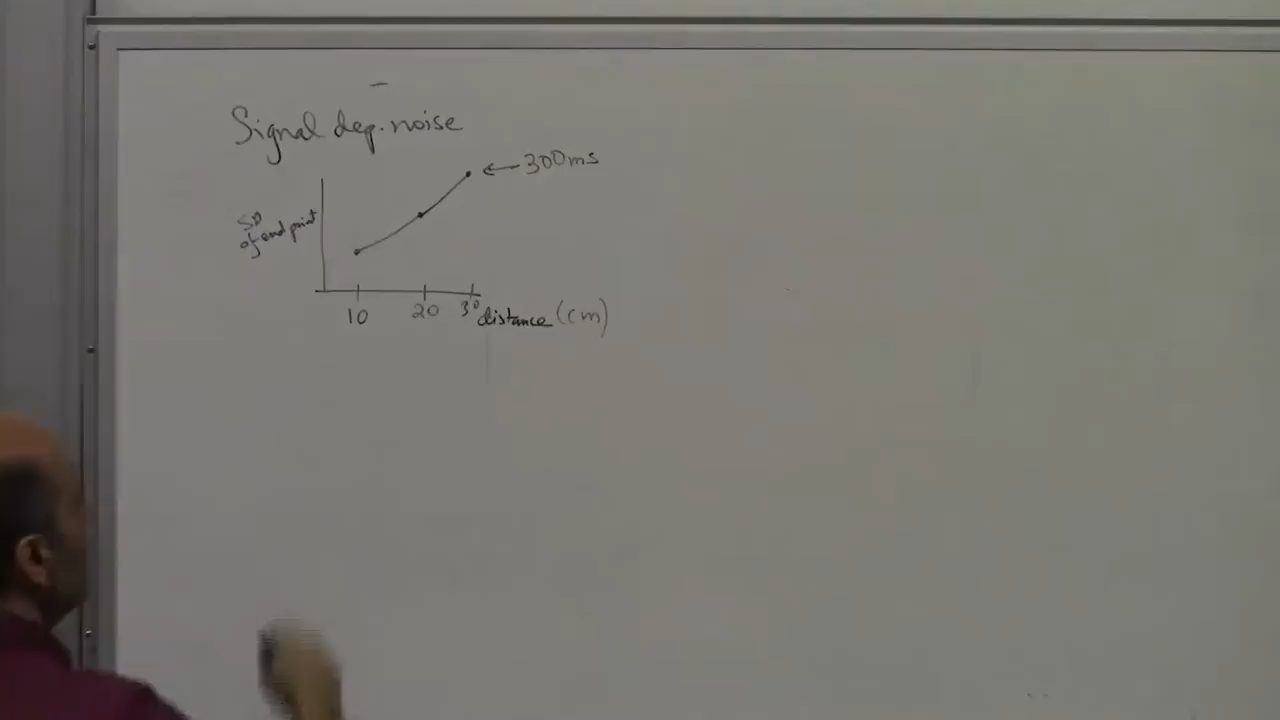 Signal dep. noise
← 300ms
SD
of end point
10 20 30
distance (cm)